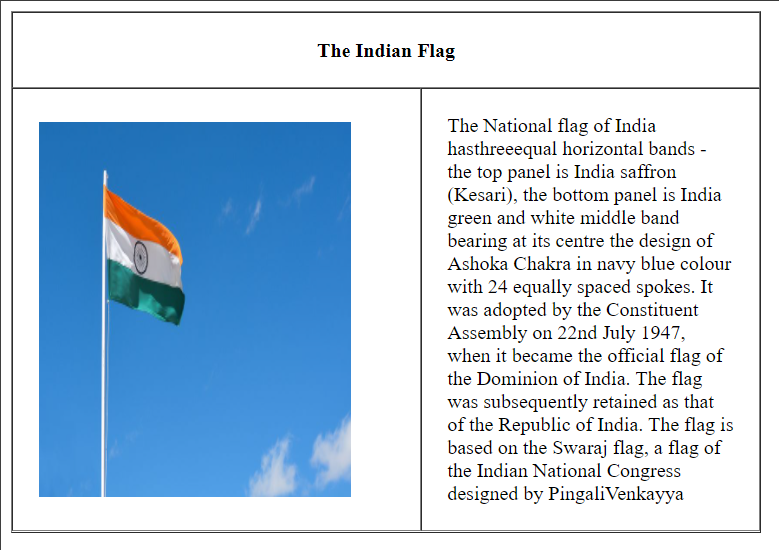 The Indian Flag
The National flag of India
hasthreeequal horizontal bands -
the top panel is India saffron
(Kesari), the bottom panel is India
green and white middle band
bearing at its centre the design of
Ashoka Chakra in navy blue colour
with 24 equally spaced spokes. It
was adopted by the Constituent
Assembly on 22nd July 1947,
when it became the official flag of
the Dominion of India. The flag
was subsequently retained as that
of the Republic of India. The flag is
based on the Swaraj flag, a flag of
the Indian National Congress
designed by PingaliVenkayya